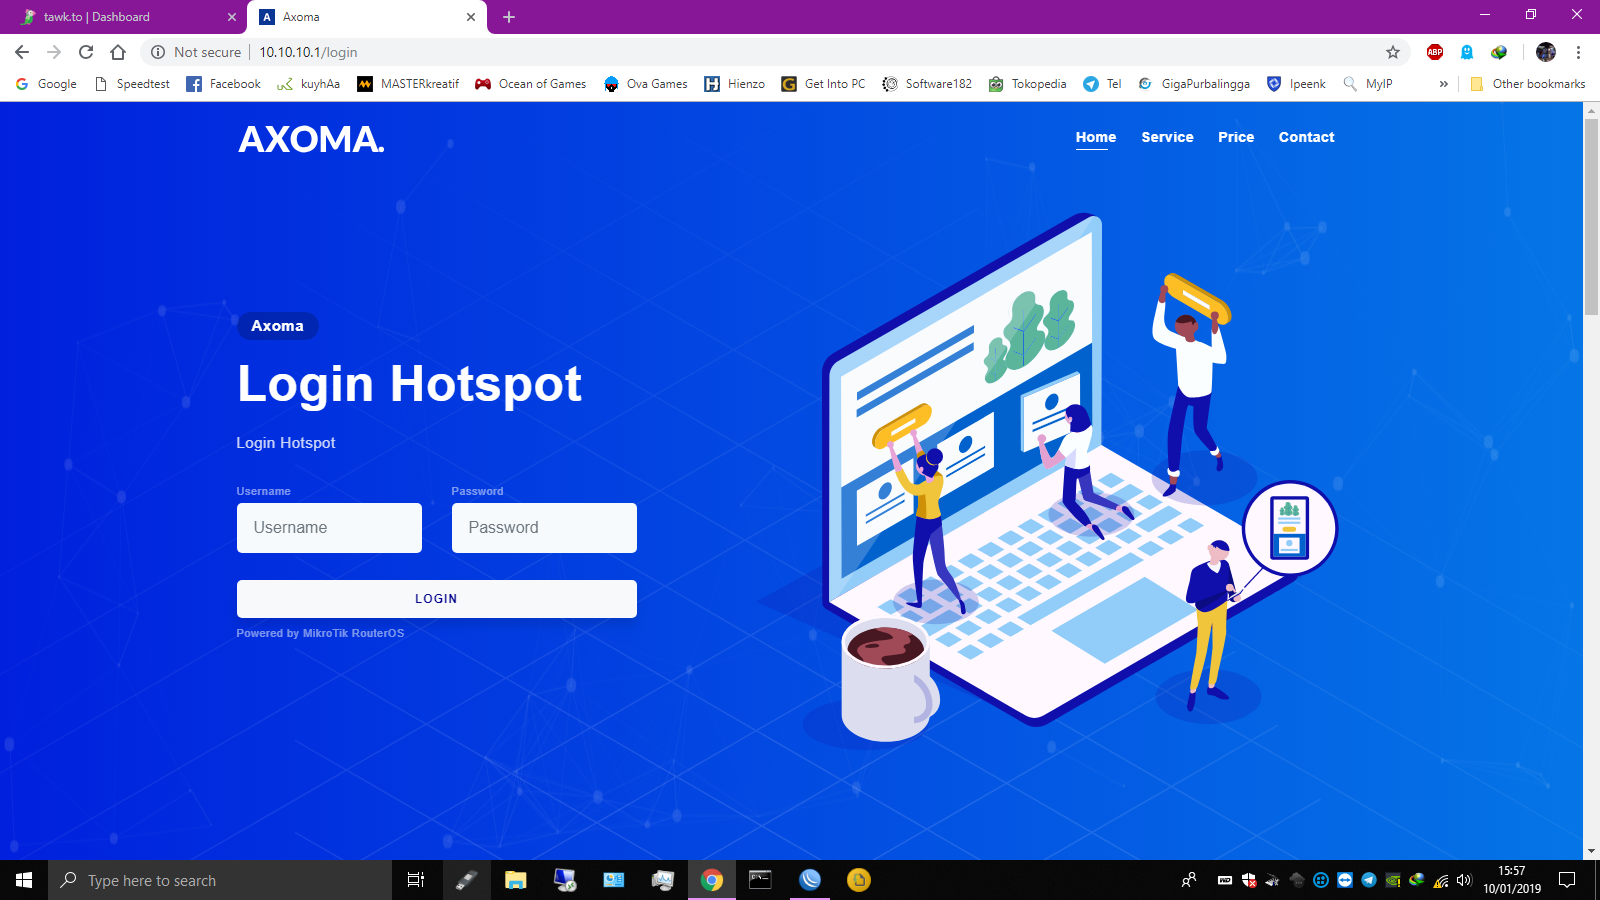 tawk.to | Dashboard
Axoma
Not secure
10.10.10.1/login
ABP
Google
Speedtest
Facebook
kuyhAa
MASTERkreatif
Ocean of Games
Ova Games
Hienzo
Get Into PC
Software182
Tokopedia
Tel
GigaPurbalingga
Ipeenk
MyIP
»
Other bookmarks
AXOMA.
Home
Service
Price
Contact
Axoma
Login Hotspot
Login Hotspot
Username
Password
Username
Password
LOGIN
Powered by MikroTik RouterOS
Type here to search
15:57
10/01/2019